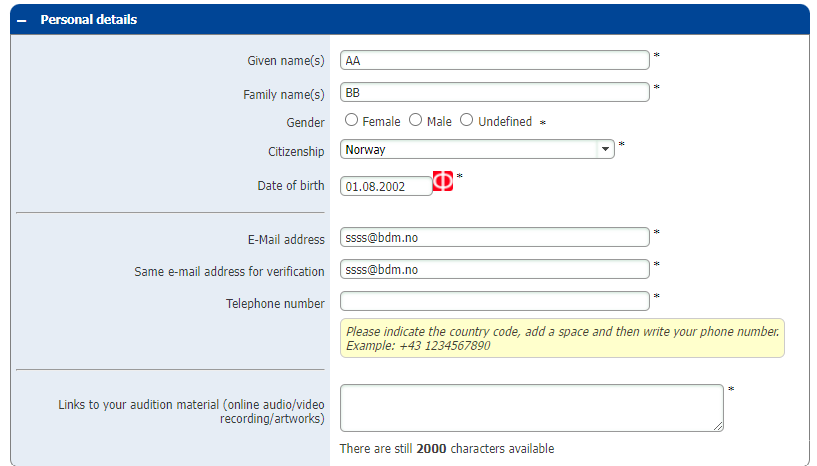 – Personal details
Given name(s) AA *
Family name(s) BB *
Gender Female Male Undefined *
Citizenship Norway *
Date of birth 01.08.2002 *
E-Mail address ssss@bdm.no *
Same e-mail address for verification ssss@bdm.no *
Telephone number *
Please indicate the country code, add a space and then write your phone number.
Example: +43 1234567890
Links to your audition material (online audio/video *
recording/artworks)
There are still 2000 characters available